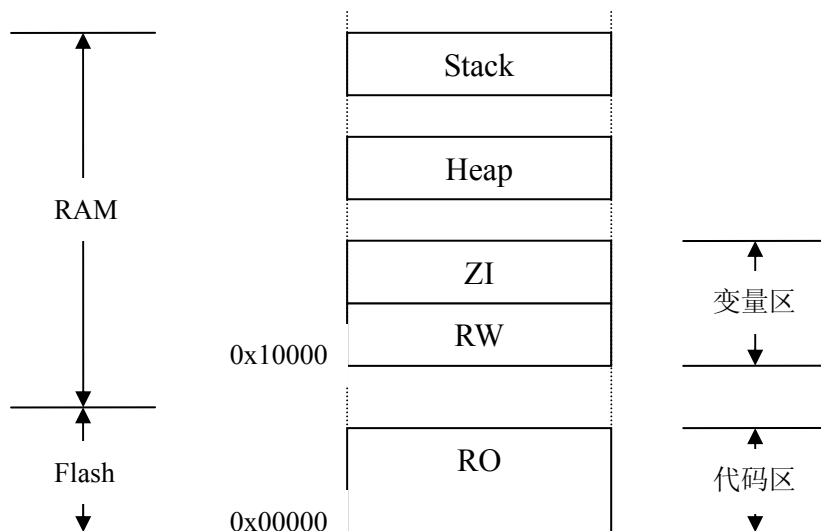 Stack
Heap
RAM
ZI
变量区
RW
0x10000
RO
Flash
代码区
0x00000